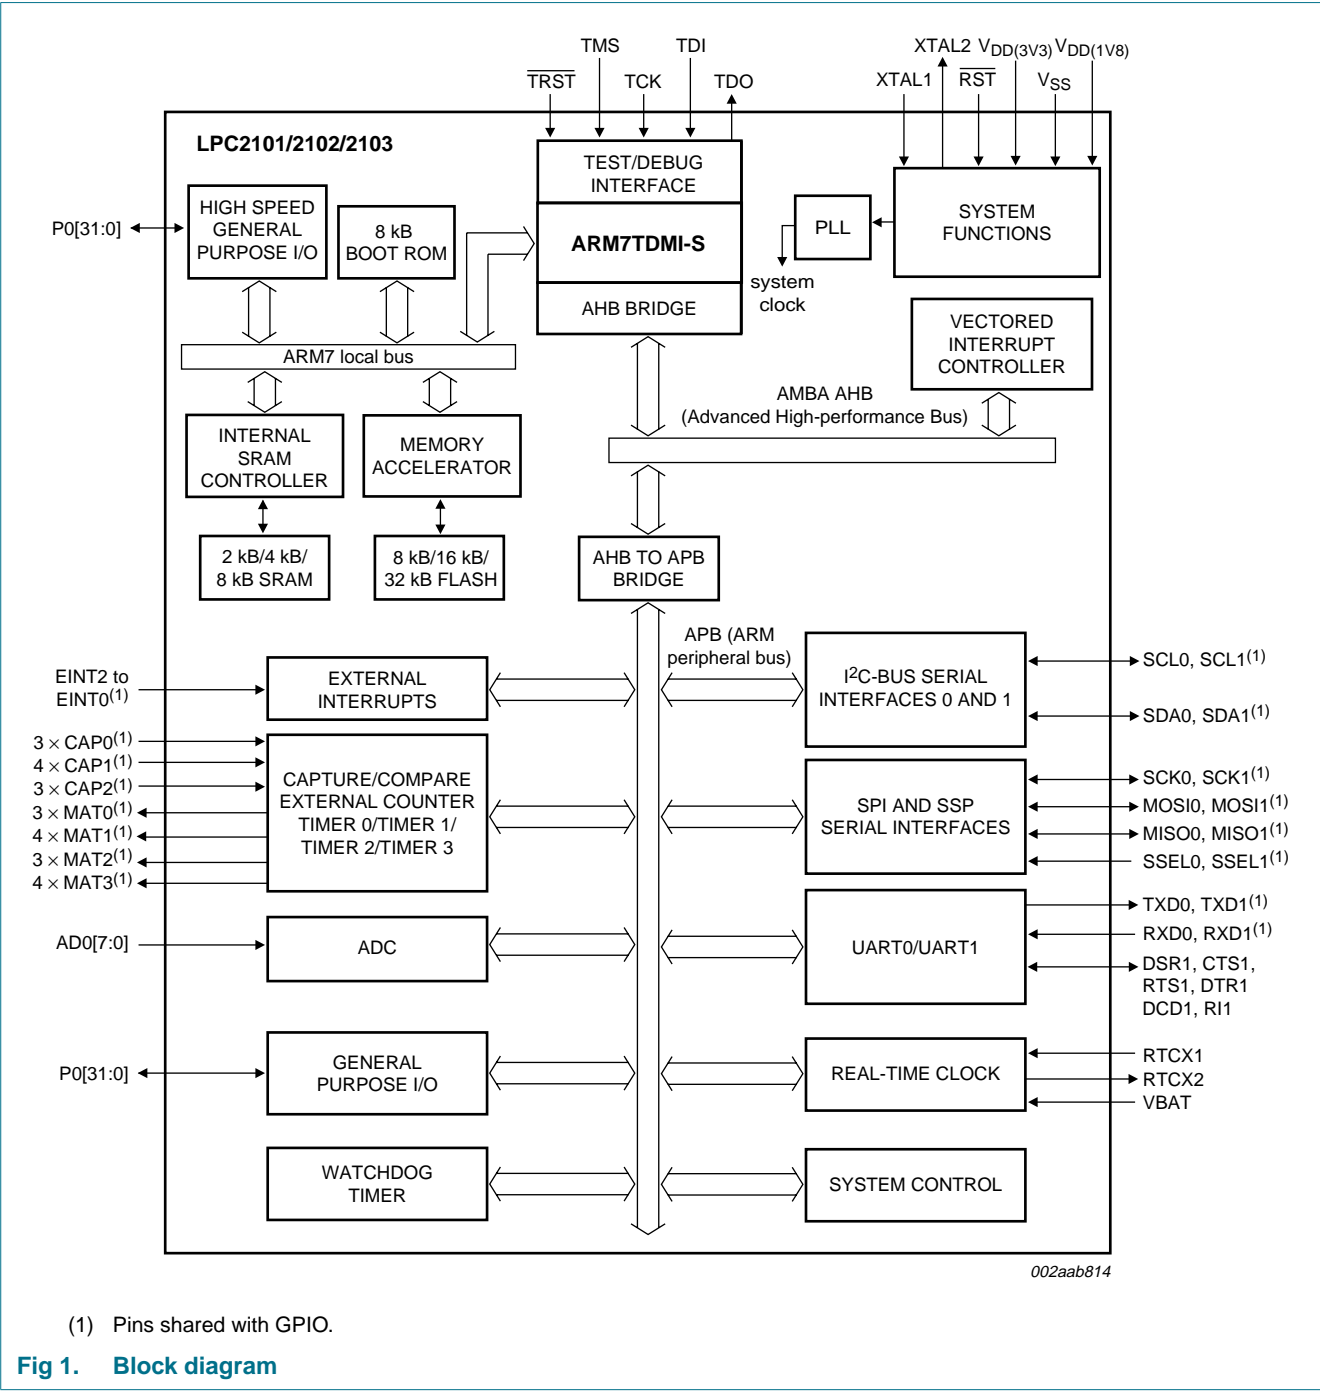 TMS
TDI
XTAL2 VDD(3V3) VDD(1V8)
TRST
TCK
TDO
XTAL1
RST
VSS
LPC2101/2102/2103
TEST/DEBUG
INTERFACE
HIGH SPEED
GENERAL
PURPOSE I/O
P0[31:0]
8 kB
BOOT ROM
ARM7TDMI-S
PLL
SYSTEM
FUNCTIONS
system
clock
AHB BRIDGE
VECTORED
INTERRUPT
CONTROLLER
ARM7 local bus
AMBA AHB
(Advanced High-performance Bus)
INTERNAL
SRAM
CONTROLLER
MEMORY
ACCELERATOR
2 kB/4 kB/
8 kB SRAM
8 kB/16 kB/
32 kB FLASH
AHB TO APB
BRIDGE
APB (ARM
peripheral bus)
EINT2 to
EINT0(1)
EXTERNAL
INTERRUPTS
I2C-BUS SERIAL
INTERFACES 0 AND 1
SCL0, SCL1(1)
SDA0, SDA1(1)
3 × CAP0(1)
4 × CAP1(1)
3 × CAP2(1)
3 × MAT0(1)
4 × MAT1(1)
3 × MAT2(1)
4 × MAT3(1)
CAPTURE/COMPARE
EXTERNAL COUNTER
TIMER 0/TIMER 1/
TIMER 2/TIMER 3
SPI AND SSP
SERIAL INTERFACES
SCK0, SCK1(1)
MOSI0, MOSI1(1)
MISO0, MISO1(1)
SSEL0, SSEL1(1)
AD0[7:0]
ADC
UART0/UART1
TXD0, TXD1(1)
RXD0, RXD1(1)
DSR1, CTS1,
RTS1, DTR1
DCD1, RI1
P0[31:0]
GENERAL
PURPOSE I/O
REAL-TIME CLOCK
RTCX1
RTCX2
VBAT
WATCHDOG
TIMER
SYSTEM CONTROL
002aab814
(1) Pins shared with GPIO.
Fig 1. Block diagram